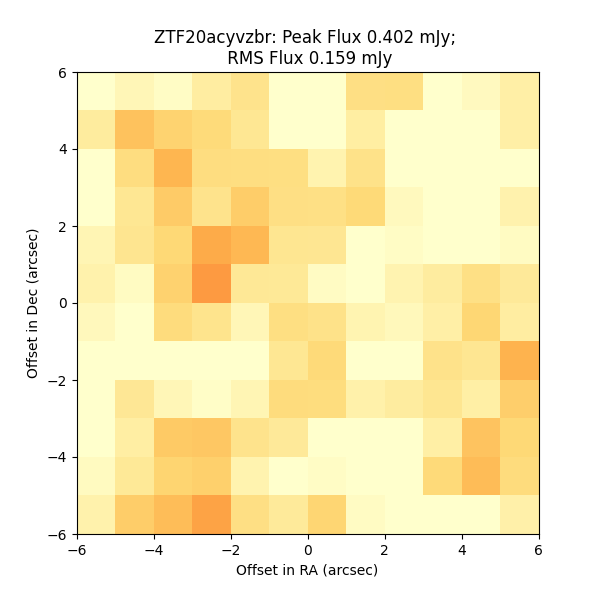 ZTF20acyvzbr: Peak Flux 0.402 mJy;
RMS Flux 0.159 mJy
6
4
2
0
−2
−4
−6
Offset in Dec (arcsec)
−6 −4 −2 0 2 4 6
Offset in RA (arcsec)